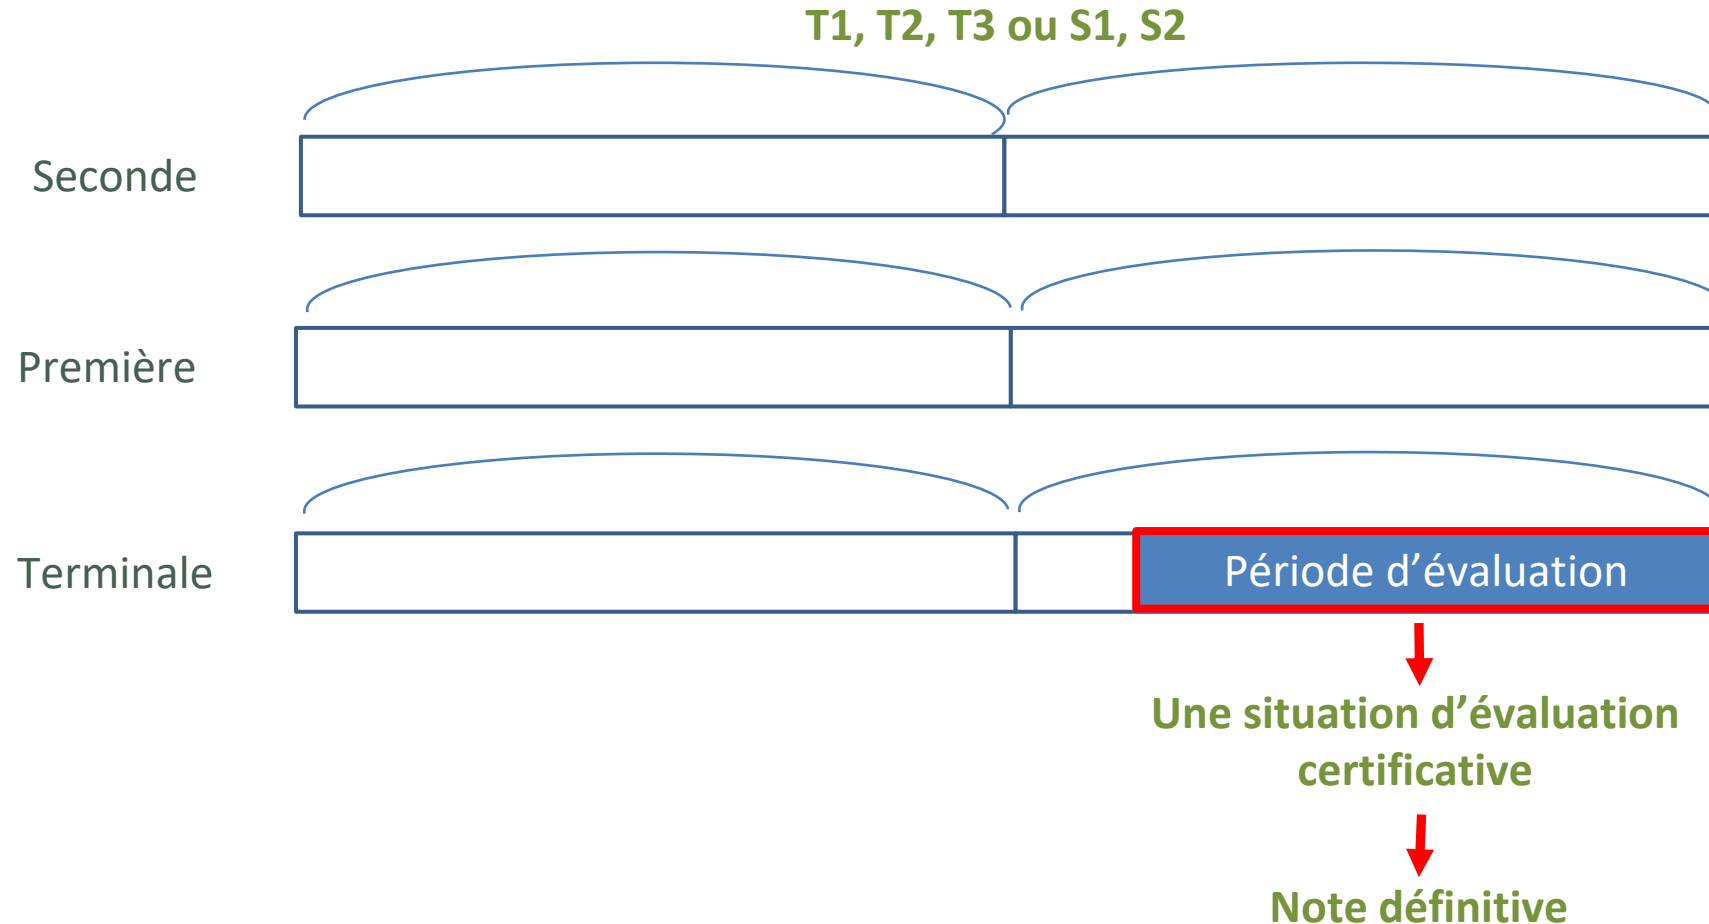 T1, T2, T3 ou S1, S2
Seconde
Première
Terminale
Période d’évaluation
Une situation d’évaluation
certificative
Note définitive